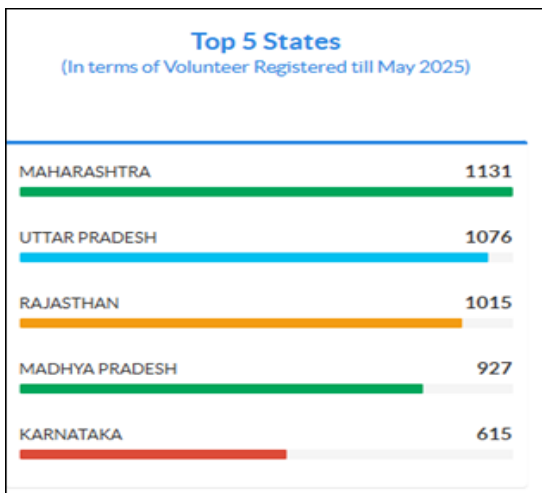 Top 5 States
(In terms of Volunteer Registered till May 2025)
MAHARASHTRA 1131
UTTAR PRADESH 1076
RAJASTHAN 1015
MADHYA PRADESH 927
KARNATAKA 615